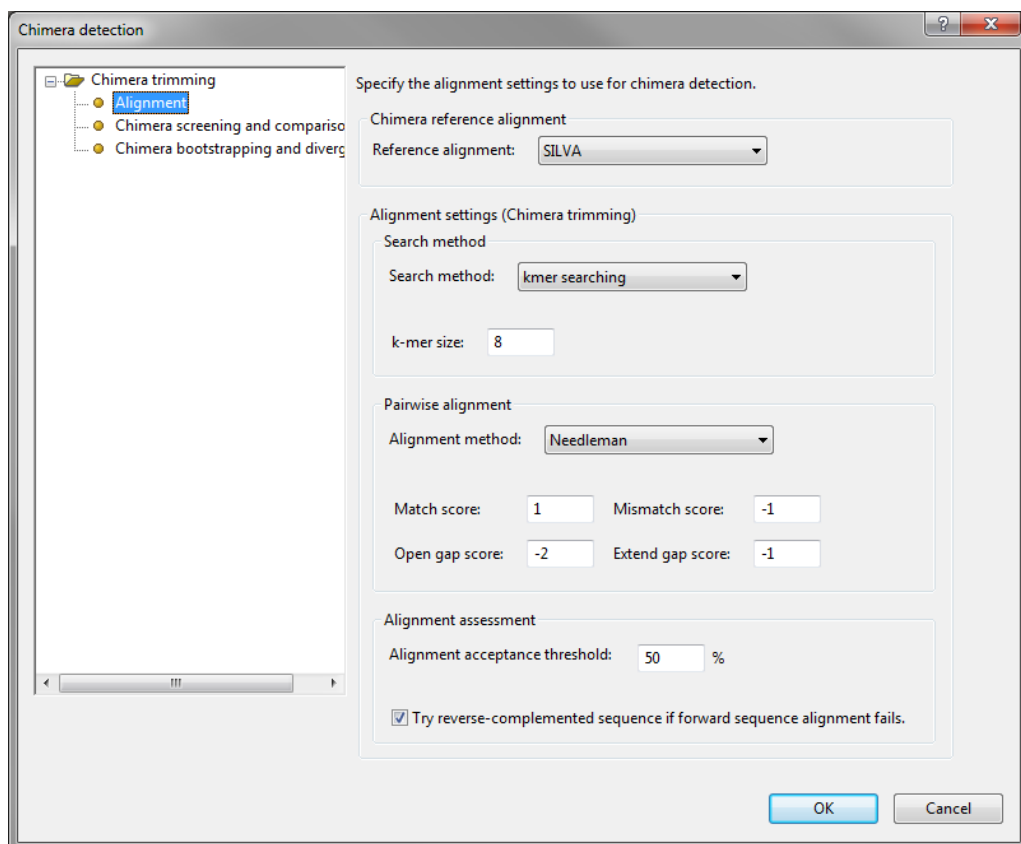 Chimera detection
Chimera trimming
Alignment
Chimera screening and compariso
Chimera bootstrapping and diverg
Specify the alignment settings to use for chimera detection.
Chimera reference alignment
Reference alignment: SILVA
Alignment settings (Chimera trimming)
Search method
Search method: kmer searching
k-mer size: 8
Pairwise alignment
Alignment method: Needleman
Match score: 1 Mismatch score: -1
Open gap score: -2 Extend gap score: -1
Alignment assessment
Alignment acceptance threshold: 50 %
Try reverse-complemented sequence if forward sequence alignment fails.
OK Cancel